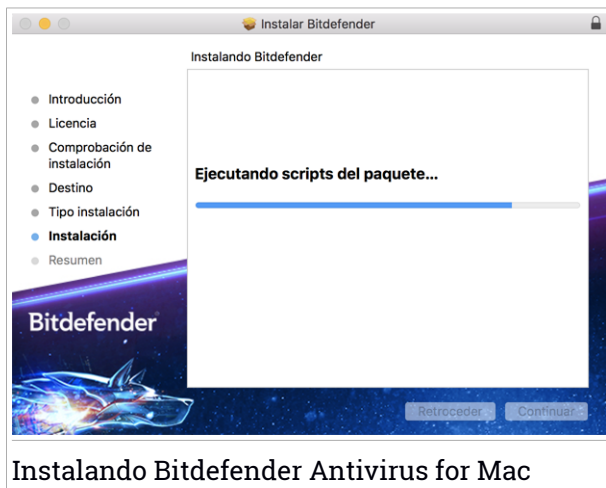 Instalar Bitdefender
Instalando Bitdefender
Introducción
Licencia
Comprobación de
instalación
Destino
Tipo instalación
Instalación
Resumen
Ejecutando scripts del paquete...
Bitdefender
Retroceder
Continuar
Instalando Bitdefender Antivirus for Mac